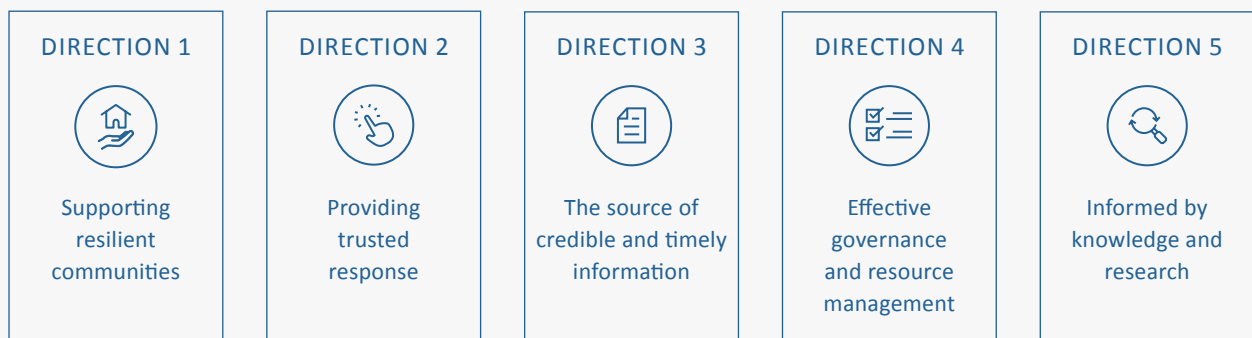 DIRECTION 1
Supporting
resilient
communities
DIRECTION 2
Providing
trusted
response
DIRECTION 3
The source of
credible and timely
information
DIRECTION 4
Effective
governance
and resource
management
DIRECTION 5
Informed by
knowledge and
research